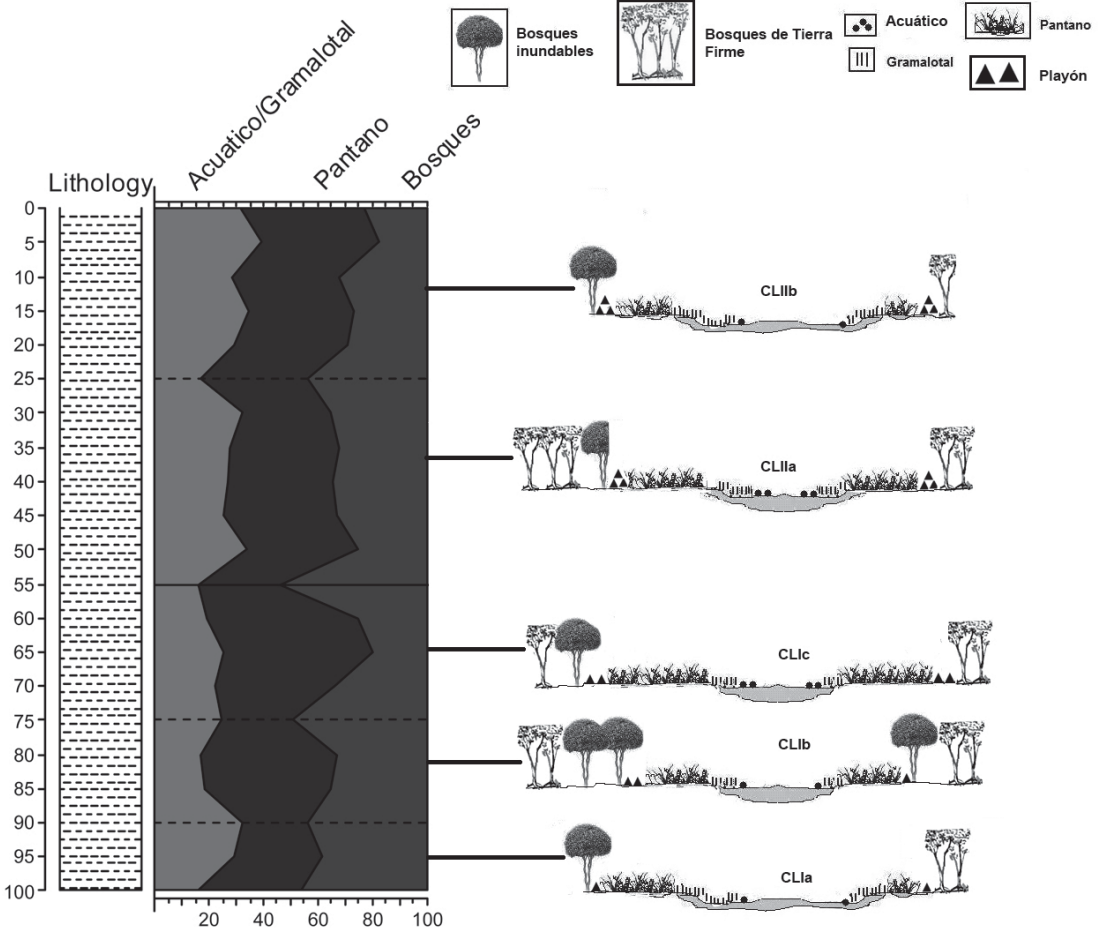 Bosques
inundables
Bosques de Tierra
Firme
Acuático
Gramalotal
Pantano
Playón
Lithology
Acuatico/Gramalotal
Pantano
Bosques
0
5
10
15
20
25
30
35
40
45
50
55
60
65
70
75
80
85
90
95
100
20 40 60 80 100
CLIIb
CLIIa
CLIc
CLIb
CLIa